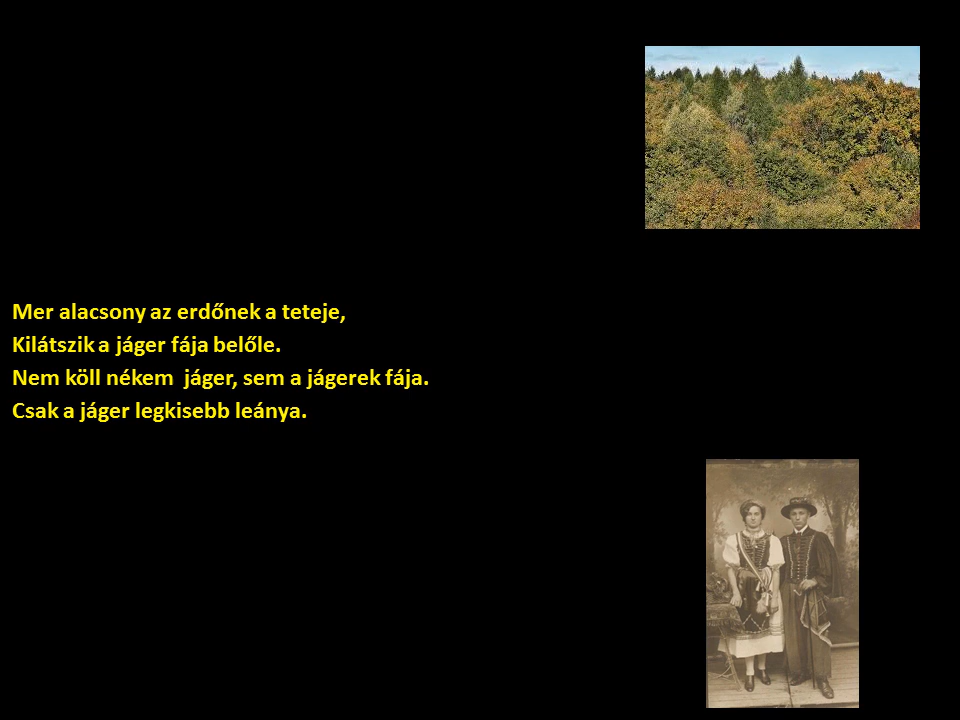 Mer alacsony az erdőnek a teteje,
Kilátszik a jáger fája belőle.
Nem köll nékem  jáger, sem a jágerek fája.
Csak a jáger legkisebb leánya.